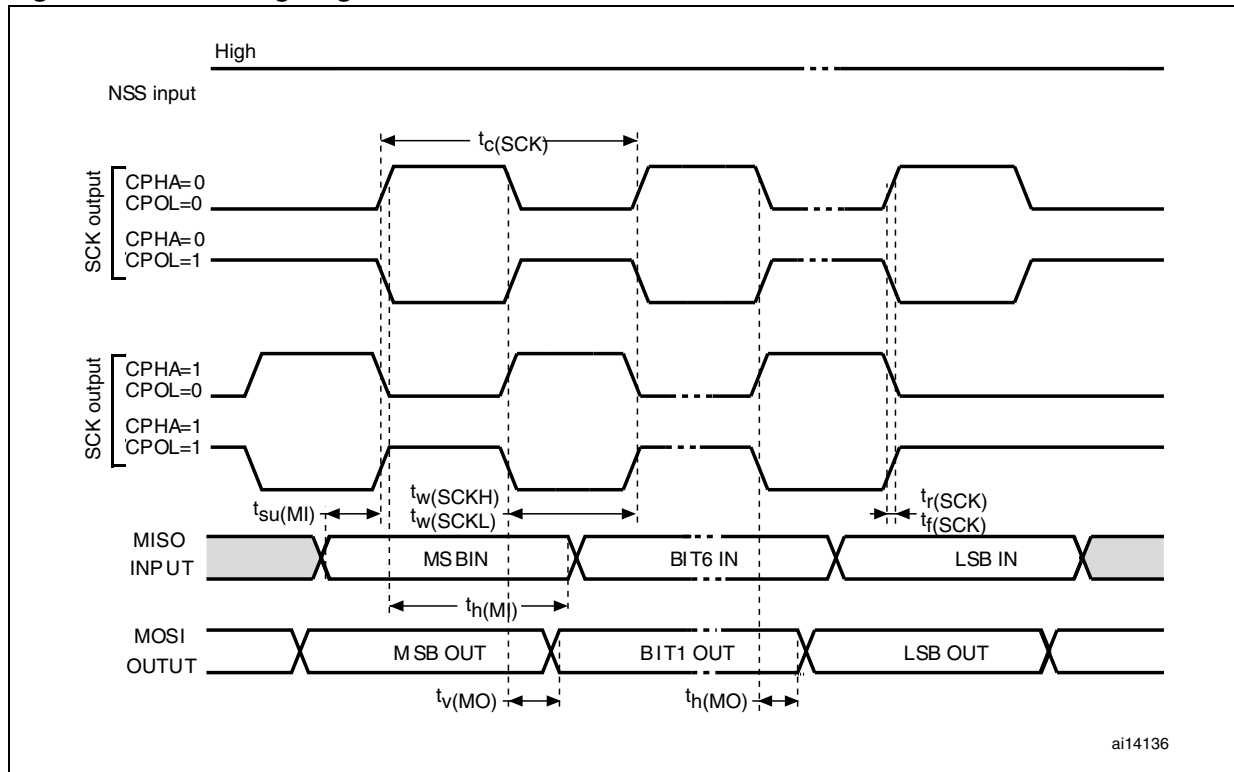 High
NSS input
tc(SCK)
SCK output
CPHA=0
CPOL=0
CPHA=0
CPOL=1
SCK output
CPHA=1
CPOL=0
CPHA=1
CPOL=1
tsu(MI)
tw(SCKH)
tw(SCKL)
tr(SCK)
tf(SCK)
MISO
INPUT
MSBIN
BIT6 IN
LSB IN
th(MI)
MOSI
OUTUT
MSB OUT
BIT1 OUT
LSB OUT
tv(MO)
th(MO)
ai14136